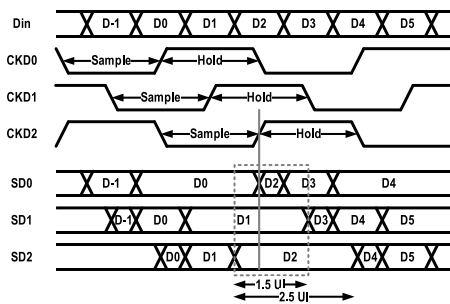 Din D-1 D0 D1 D2 D3 D4 D5
CKD0 Sample Hold
CKD1 Sample Hold
CKD2 Sample Hold
SD0 D-1 D0 D2 D3 D4
SD1 D-1 D0 D1 D3 D4 D5
SD2 D0 D1 D2 D4 D5
1.5 UI
2.5 UI